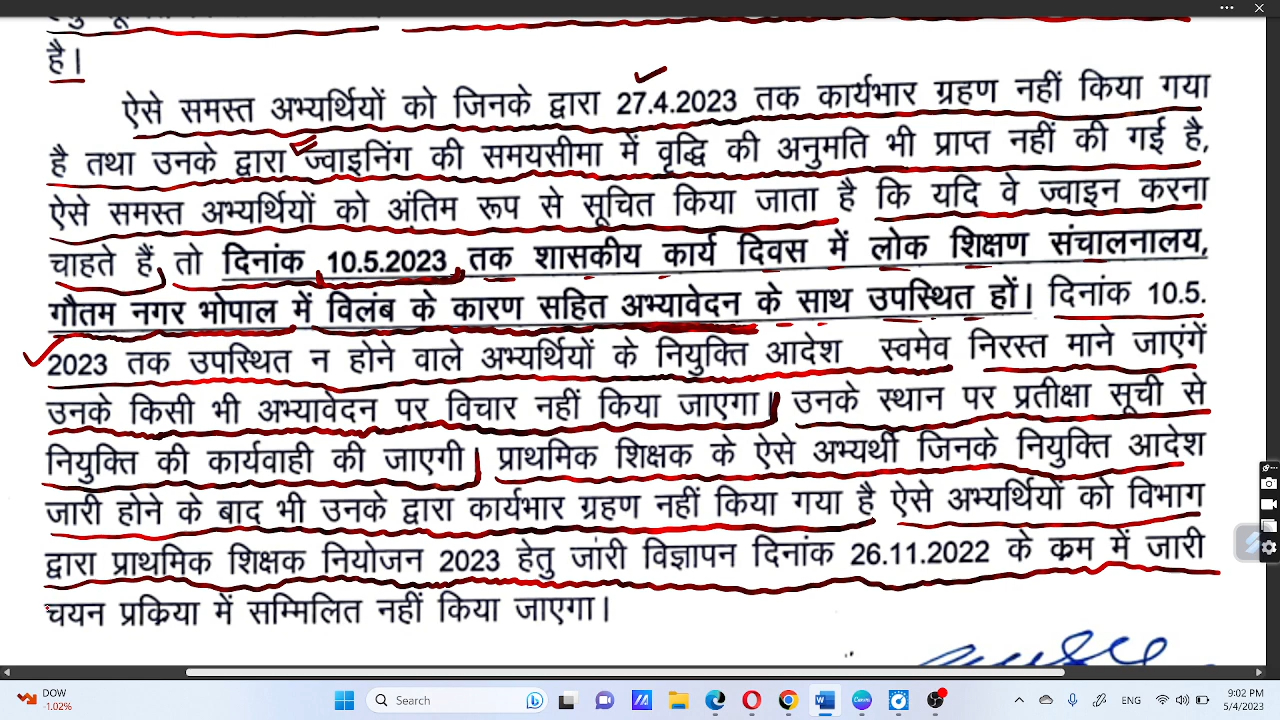 है।
ऐसे समस्त अभ्यर्थियों को जिनके द्वारा 27.4.2023 तक कार्यभार ग्रहण नहीं किया गया
है तथा उनके द्वारा ज्वाइनिंग की समयसीमा में वृद्धि की अनुमति भी प्राप्त नहीं की गई है,
ऐसे समस्त अभ्यर्थियों को अंतिम रूप से सूचित किया जाता है कि यदि वे ज्वाइन करना
चाहते हैं, तो दिनांक 10.5.2023 तक शासकीय कार्य दिवस में लोक शिक्षण संचालनालय,
गौतम नगर भोपाल में विलंब के कारण सहित अभ्यावेदन के साथ उपस्थित हों। दिनांक 10.5.
2023 तक उपस्थित न होने वाले अभ्यर्थियों के नियुक्ति आदेश स्वमेव निरस्त माने जाएंगें
उनके किसी भी अभ्यावेदन पर विचार नहीं किया जाएगा। उनके स्थान पर प्रतीक्षा सूची से
नियुक्ति की कार्यवाही की जाएगी। प्राथमिक शिक्षक के ऐसे अभ्यर्थी जिनके नियुक्ति आदेश
जारी होने के बाद भी उनके द्वारा कार्यभार ग्रहण नहीं किया गया है ऐसे अभ्यर्थियों को विभाग
द्वारा प्राथमिक शिक्षक नियोजन 2023 हेतु जारी विज्ञापन दिनांक 26.11.2022 के क्रम में जारी
चयन प्रक्रिया में सम्मिलित नहीं किया जाएगा।
DOW
-1.02%
Search
ENG
9:02 PM
5/4/2023